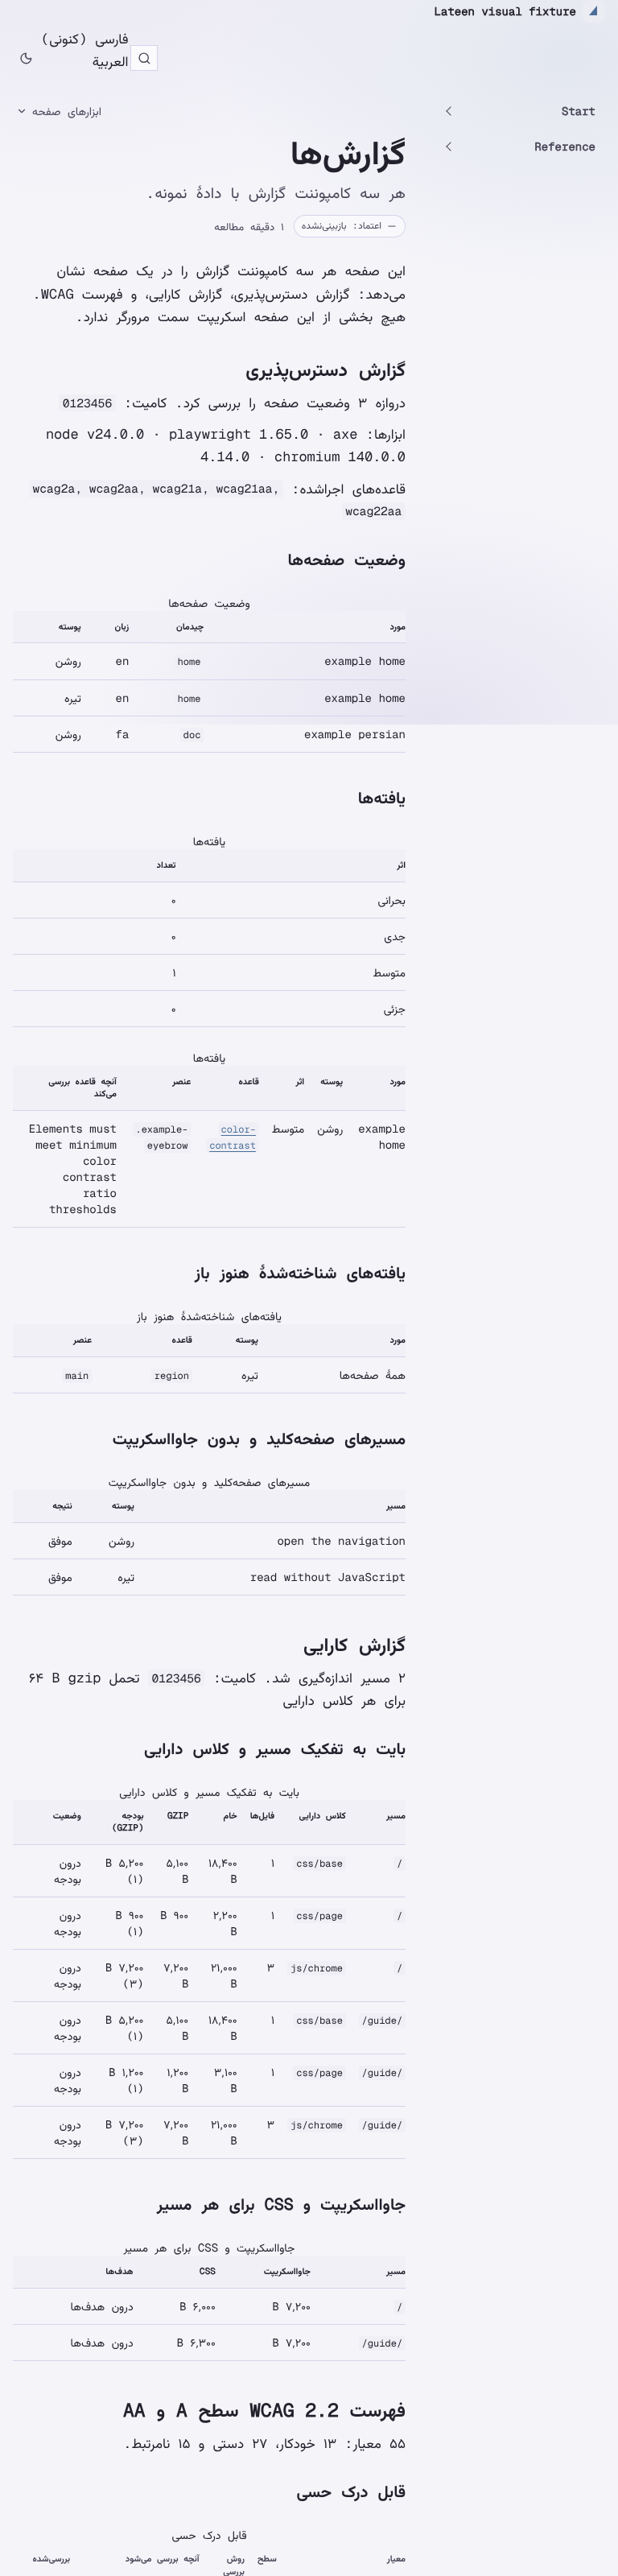 Lateen visual fixture
فارسی (کنونی)
العربية
Start
Reference
ابزارهای صفحه
گزارش‌ها
هر سه کامپوننت گزارش با دادهٔ نمونه.
— اعتماد: بازبینی‌نشده
۱ دقیقه مطالعه
این صفحه هر سه کامپوننت گزارش را در یک صفحه نشان
می‌دهد: گزارش دسترس‌پذیری، گزارش کارایی، و فهرست WCAG.
هیچ بخشی از این صفحه اسکریپت سمت مرورگر ندارد.
گزارش دسترس‌پذیری
دروازه ۳ وضعیت صفحه را بررسی کرد. کامیت: 0123456
ابزارها: node v24.0.0 · playwright 1.65.0 · axe
4.14.0 · chromium 140.0.0
قاعده‌های اجراشده: wcag2a, wcag2aa, wcag21a, wcag21aa,
wcag22aa
وضعیت صفحه‌ها
وضعیت صفحه‌ها
مورد چیدمان زبان پوسته
example home home en روشن
example home home en تیره
example persian doc fa روشن
یافته‌ها
یافته‌ها
اثر تعداد
بحرانی ۰
جدی ۰
متوسط ۱
جزئی ۰
یافته‌ها
مورد پوسته اثر قاعده عنصر آنچه قاعده بررسی
می‌کند
example روشن متوسط color- .example- Elements must
home contrast eyebrow meet minimum
color
contrast
ratio
thresholds
یافته‌های شناخته‌شدهٔ هنوز باز
یافته‌های شناخته‌شدهٔ هنوز باز
مورد پوسته قاعده عنصر
همهٔ صفحه‌ها تیره region main
مسیرهای صفحه‌کلید و بدون جاوااسکریپت
مسیرهای صفحه‌کلید و بدون جاوااسکریپت
مسیر پوسته نتیجه
open the navigation روشن موفق
read without JavaScript تیره موفق
گزارش کارایی
۲ مسیر اندازه‌گیری شد. کامیت: 0123456 تحمل ۶۴ B gzip
برای هر کلاس دارایی
بایت به تفکیک مسیر و کلاس دارایی
بایت به تفکیک مسیر و کلاس دارایی
مسیر کلاس دارایی فایل‌ها خام GZIP بودجه وضعیت
(GZIP)
/ css/base ۱ ۱۸٬۴۰۰ ۵٬۱۰۰ ۵٬۲۰۰ B درون
B B (۱) بودجه
/ css/page ۱ ۲٬۲۰۰ ۹۰۰ B ۹۰۰ B درون
B (۱) بودجه
/ js/chrome ۳ ۲۱٬۰۰۰ ۷٬۲۰۰ ۷٬۲۰۰ B درون
B B (۳) بودجه
/guide/ css/base ۱ ۱۸٬۴۰۰ ۵٬۱۰۰ ۵٬۲۰۰ B درون
B B (۱) بودجه
/guide/ css/page ۱ ۳٬۱۰۰ ۱٬۲۰۰ ۱٬۲۰۰ B درون
B B (۱) بودجه
/guide/ js/chrome ۳ ۲۱٬۰۰۰ ۷٬۲۰۰ ۷٬۲۰۰ B درون
B B (۳) بودجه
جاوااسکریپت و CSS برای هر مسیر
جاوااسکریپت و CSS برای هر مسیر
مسیر جاوااسکریپت CSS هدف‌ها
/ ۷٬۲۰۰ B ۶٬۰۰۰ B درون هدف‌ها
/guide/ ۷٬۲۰۰ B ۶٬۳۰۰ B درون هدف‌ها
فهرست WCAG 2.2 سطح A و AA
۵۵ معیار: ۱۳ خودکار، ۲۷ دستی و ۱۵ نامرتبط.
قابل درک حسی
قابل درک حسی
معیار سطح روش آنچه بررسی می‌شود بررسی‌شده
بررسی